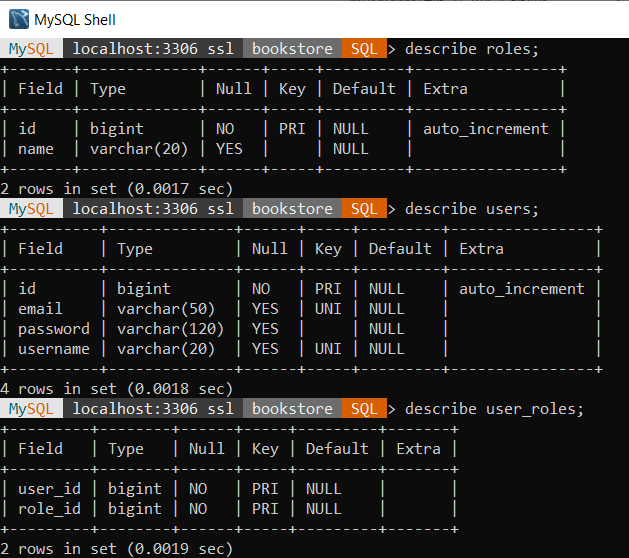 MySQL Shell
MySQL localhost:3306 ssl bookstore SQL > describe roles;
+-------+-------------+------+-----+---------+----------------+
| Field | Type        | Null | Key | Default | Extra          |
+-------+-------------+------+-----+---------+----------------+
| id    | bigint      | NO   | PRI | NULL    | auto_increment |
| name  | varchar(20) | YES  |     | NULL    |                |
+-------+-------------+------+-----+---------+----------------+
2 rows in set (0.0017 sec)
MySQL localhost:3306 ssl bookstore SQL > describe users;
+----------+--------------+------+-----+---------+----------------+
| Field    | Type         | Null | Key | Default | Extra          |
+----------+--------------+------+-----+---------+----------------+
| id       | bigint       | NO   | PRI | NULL    | auto_increment |
| email    | varchar(50)  | YES  | UNI | NULL    |                |
| password | varchar(120) | YES  |     | NULL    |                |
| username | varchar(20)  | YES  | UNI | NULL    |                |
+----------+--------------+------+-----+---------+----------------+
4 rows in set (0.0018 sec)
MySQL localhost:3306 ssl bookstore SQL > describe user_roles;
+---------+--------+------+-----+---------+-------+
| Field   | Type   | Null | Key | Default | Extra |
+---------+--------+------+-----+---------+-------+
| user_id | bigint | NO   | PRI | NULL    |       |
| role_id | bigint | NO   | PRI | NULL    |       |
+---------+--------+------+-----+---------+-------+
2 rows in set (0.0019 sec)